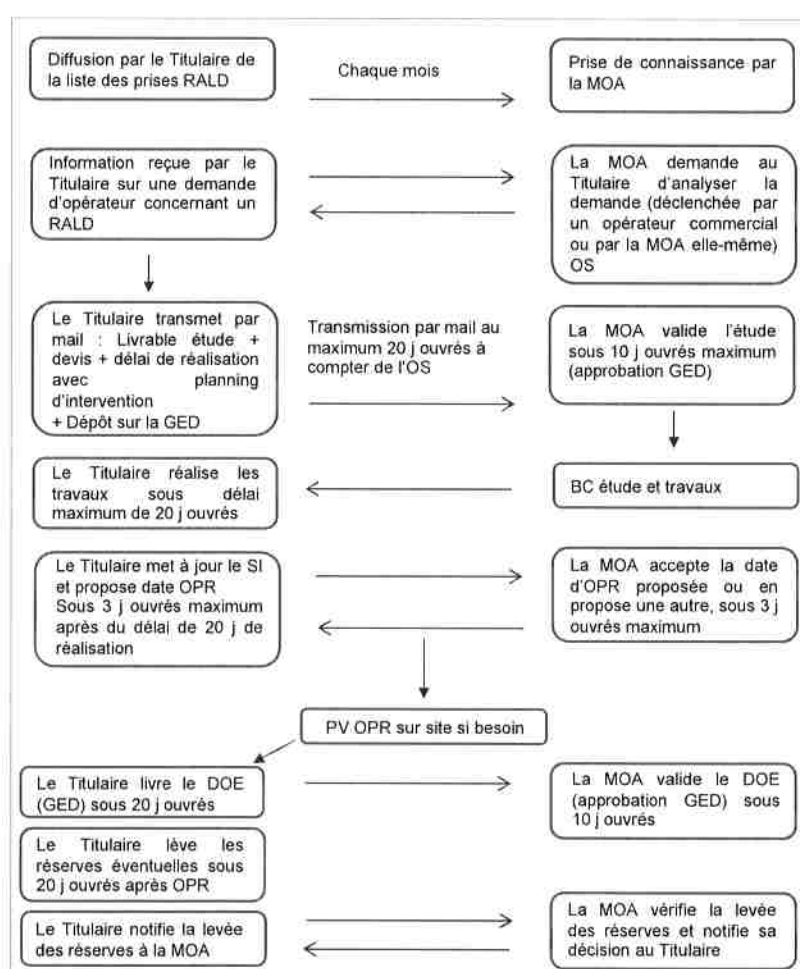 Diffusion par le Titulaire de
la liste des prises RALD
Chaque mois
Prise de connaissance par
la MOA
Information reçue par le
Titulaire sur une demande
d'opérateur concernant un
RALD
La MOA demande au
Titulaire d'analyser la
demande (déclenchée par
un opérateur commercial
ou par la MOA elle-même)
OS
Le Titulaire transmet par
mail : Livrable étude +
devis + délai de réalisation
avec planning
d'intervention
+ Dépôt sur la GED
Transmission par mail au
maximum 20 j ouvrés à
compter de l'OS
La MOA valide l'étude
sous 10 j ouvrés maximum
(approbation GED)
Le Titulaire réalise les
travaux sous délai
maximum de 20 j ouvrés
BC étude et travaux
Le Titulaire met à jour le SI
et propose date OPR
Sous 3 j ouvrés maximum
après du délai de 20 j de
réalisation
La MOA accepte la date
d'OPR proposée ou en
propose une autre, sous 3 j
ouvrés maximum
PV OPR sur site si besoin
Le Titulaire livre le DOE
(GED) sous 20 j ouvrés
La MOA valide le DOE
(approbation GED) sous
10 j ouvrés
Le Titulaire lève les
réserves éventuelles sous
20 j ouvrés après OPR
Le Titulaire notifie la levée
des réserves à la MOA
La MOA vérifie la levée
des réserves et notifie sa
décision au Titulaire